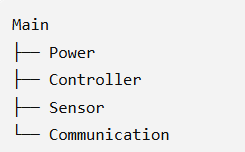 Main
├── Power
├── Controller
├── Sensor
└── Communication